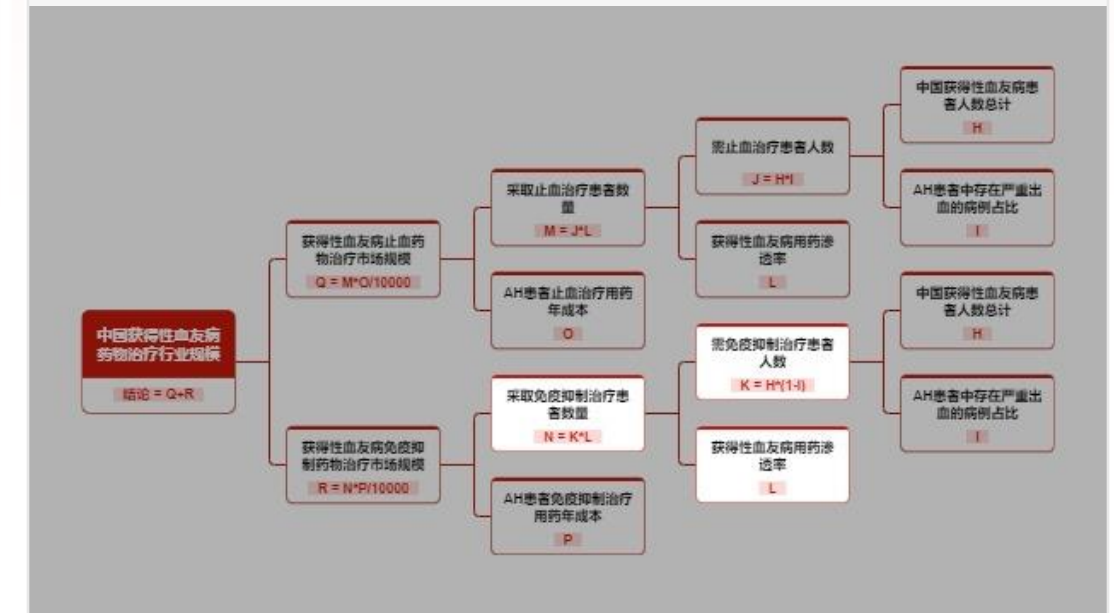 中国获得性血友病
药物治疗行业规模
结论 = Q+R
获得性血友病止血药
物治疗市场规模
Q = M*O/10000
获得性血友病免疫抑
制药物治疗市场规模
R = N*P/10000
采取止血治疗患者数
量
M = J*L
AH患者止血治疗用药
年成本
O
采取免疫抑制治疗患
者数量
N = K*L
AH患者免疫抑制治疗
用药年成本
P
需止血治疗患者人数
J = H*I
获得性血友病用药渗
透率
L
需免疫抑制治疗患者
人数
K = H*(1-I)
获得性血友病用药渗
透率
L
中国获得性血友病患
者人数总计
H
AH患者中存在严重出
血的病例占比
I
中国获得性血友病患
者人数总计
H
AH患者中存在严重出
血的病例占比
I